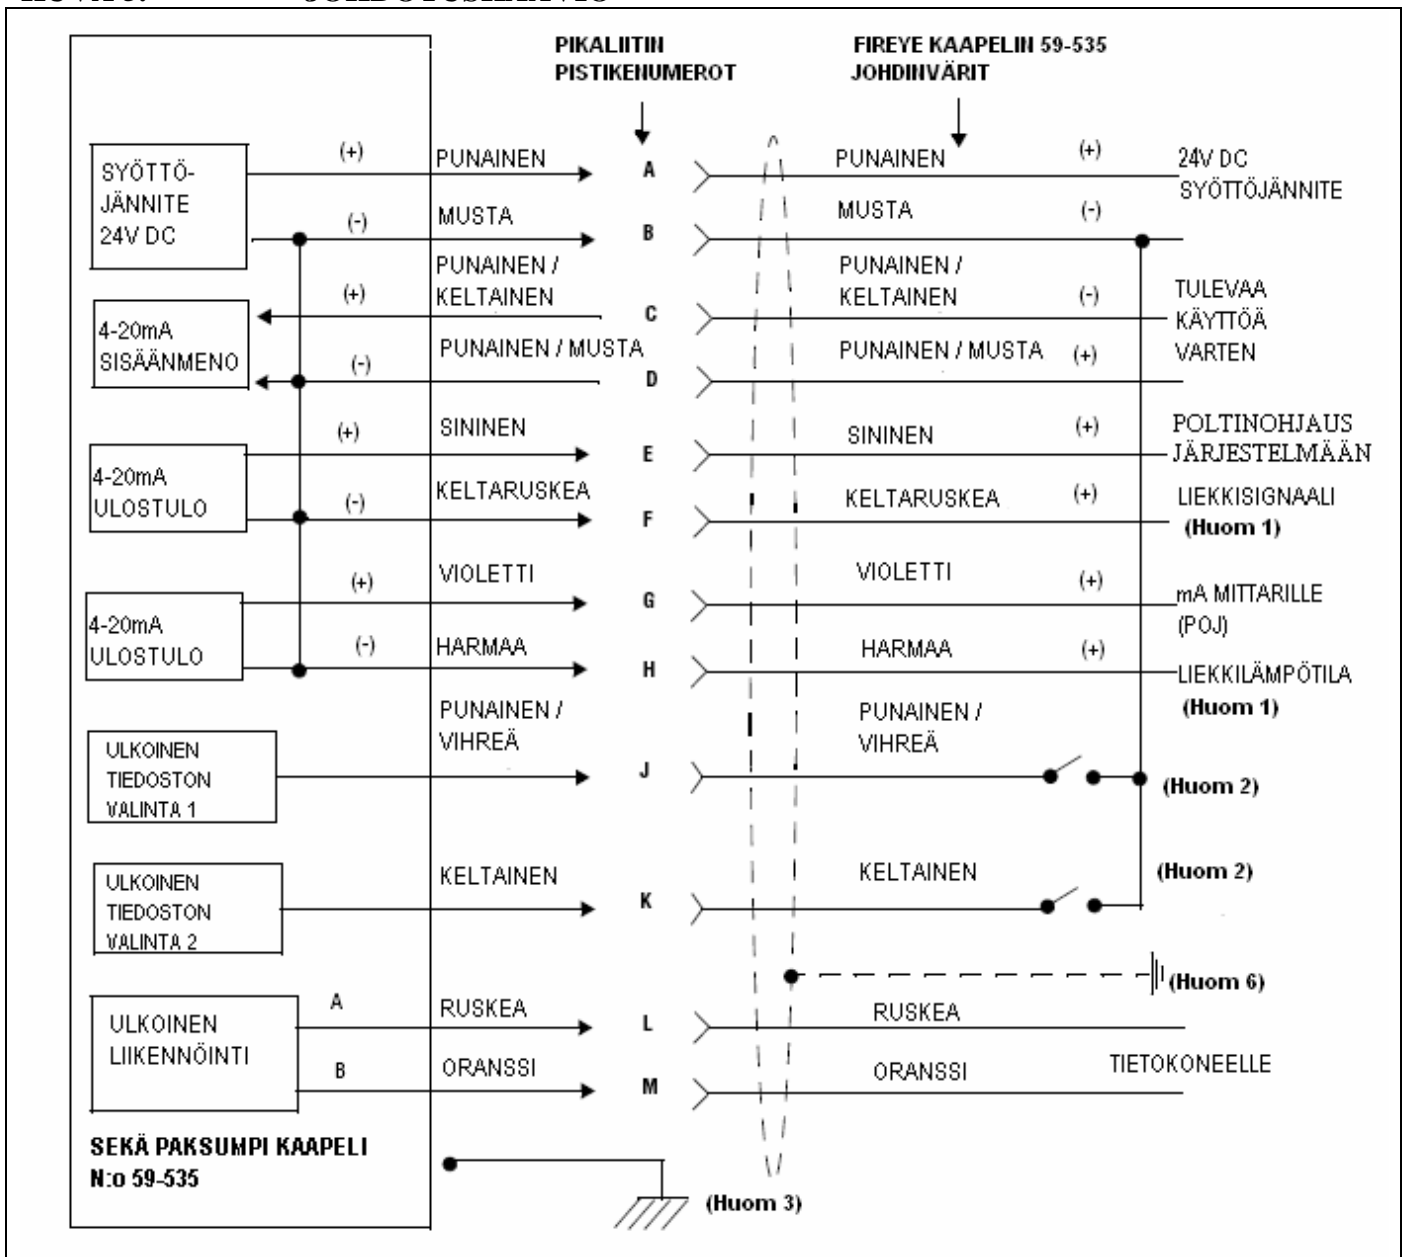 PIKALIITIN
PISTIKENUMEROT
FIREYE KAAPELIN 59-535
JOHDINVÄRIT
SYÖTTÖ-
JÄNNITE
24V DC
(+)
PUNAINEN
A
PUNAINEN
(+)
24V DC
SYÖTTÖJÄNNITE
(-)
MUSTA
B
MUSTA
(-)
4-20mA
SISÄÄNMENO
(+)
PUNAINEN /
KELTAINEN
C
PUNAINEN /
KELTAINEN
(-)
TULEVAA
KÄYTTÖÄ
VARTEN
(-)
PUNAINEN / MUSTA
D
PUNAINEN / MUSTA
(+)
4-20mA
ULOSTULO
(+)
SININEN
E
SININEN
(+)
POLTINOHJAUS
JÄRJESTELMÄÄN
(-)
KELTARUSKEA
F
KELTARUSKEA
(+)
LIEKKISIGNAALI
(Huom 1)
4-20mA
ULOSTULO
(+)
VIOLETTI
G
VIOLETTI
(+)
mA MITTARILLE
(POJ)
(-)
HARMAA
H
HARMAA
(+)
LIEKKILÄMPÖTILA
(Huom 1)
ULKOINEN
TIEDOSTON
VALINTA 1
PUNAINEN /
VIHREÄ
J
PUNAINEN /
VIHREÄ
(Huom 2)
ULKOINEN
TIEDOSTON
VALINTA 2
KELTAINEN
K
KELTAINEN
(Huom 2)
(Huom 6)
ULKOINEN
LIIKENNÖINTI
A
RUSKEA
L
RUSKEA
B
ORANSSI
M
ORANSSI
TIETOKONEELLE
SEKÄ PAKSUMPI KAAPELI
N:o 59-535
(Huom 3)